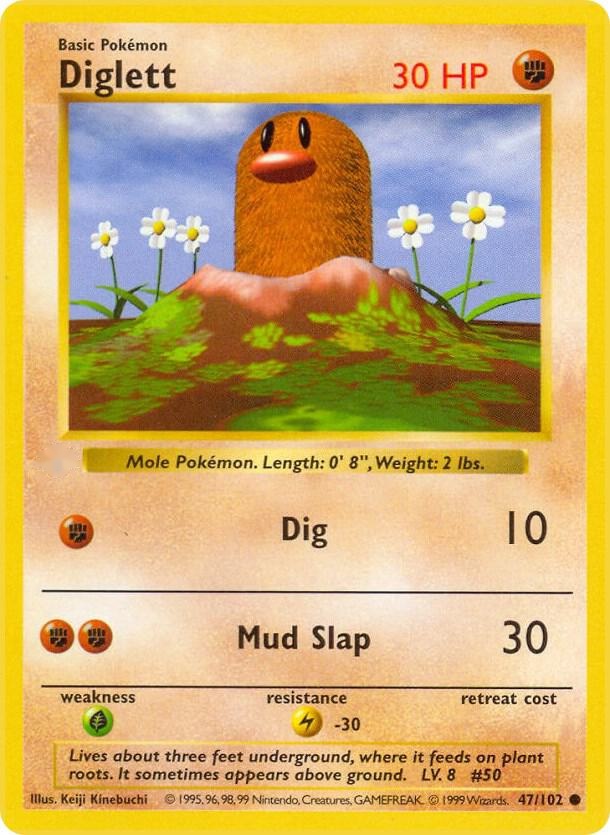 Basic Pokémon
Diglett
30 HP
Mole Pokémon. Length: 0' 8", Weight: 2 lbs.
Dig 10
Mud Slap 30
weakness resistance retreat cost
-30
Lives about three feet underground, where it feeds on plant
roots. It sometimes appears above ground. LV. 8 #50
Illus. Keiji Kinebuchi © 1995, 96, 98, 99 Nintendo, Creatures, GAMEFREAK. © 1999 Wizards. 47/102 ●